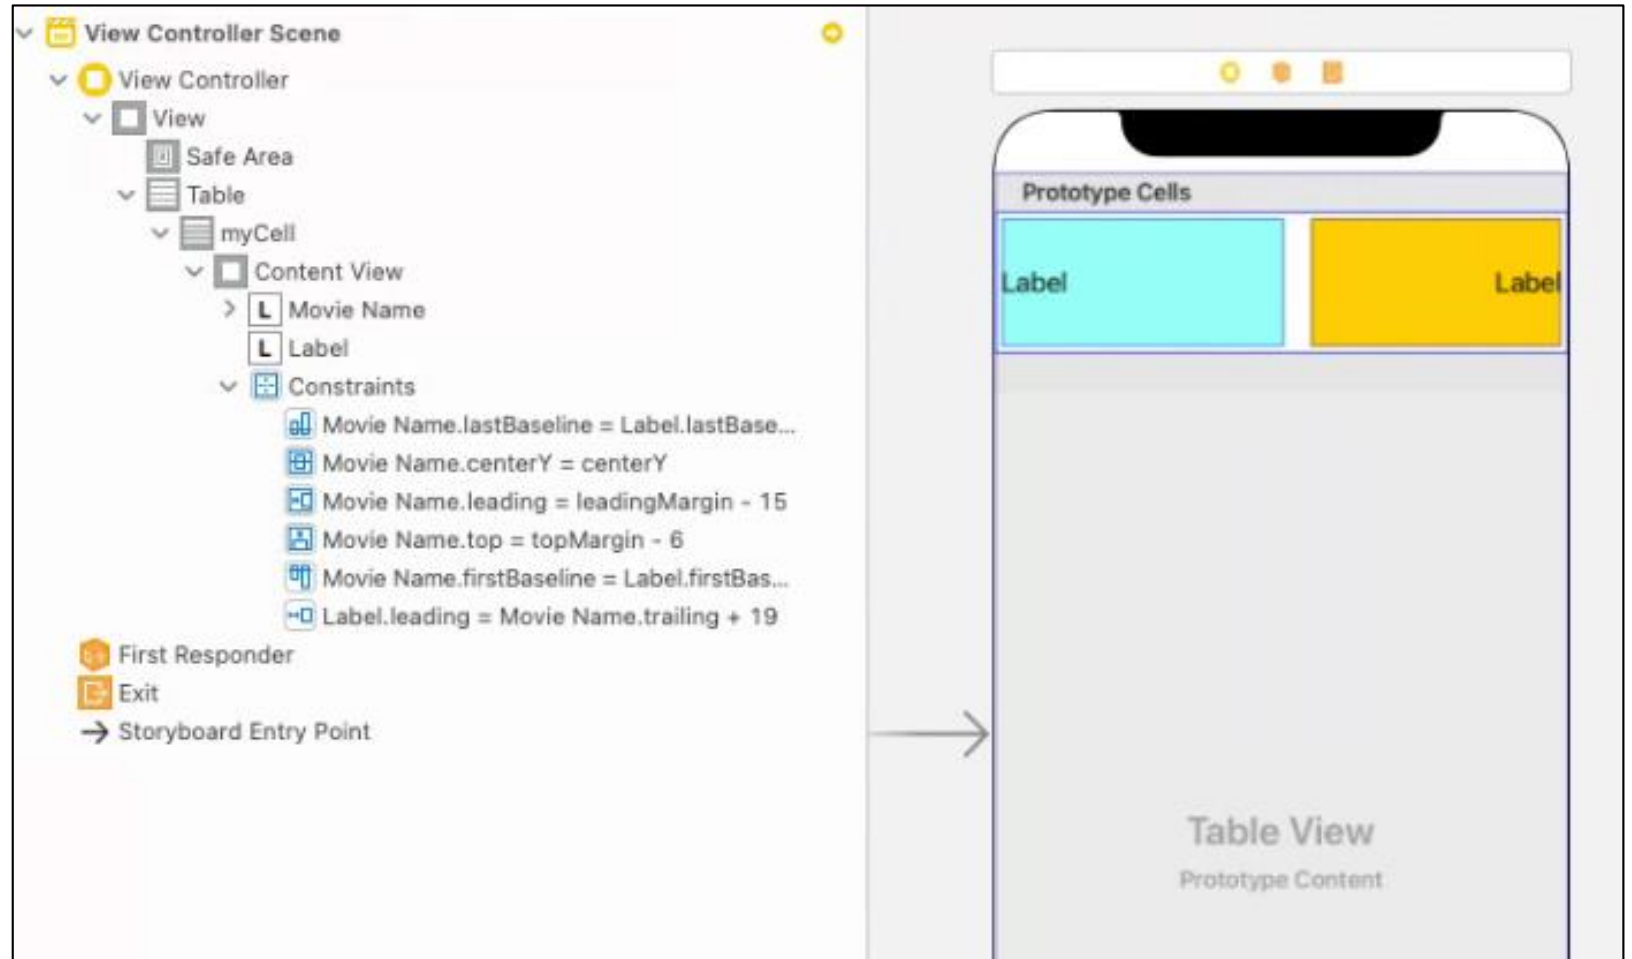 View Controller Scene
View Controller
View
Safe Area
Table
myCell
Content View
L Movie Name
L Label
Constraints
Movie Name.lastBaseline = Label.lastBase...
Movie Name.centerY = centerY
Movie Name.leading = leadingMargin - 15
Movie Name.top = topMargin - 6
Movie Name.firstBaseline = Label.firstBas...
Label.leading = Movie Name.trailing + 19
First Responder
Exit
Storyboard Entry Point
Prototype Cells
Label
Label
Table View
Prototype Content